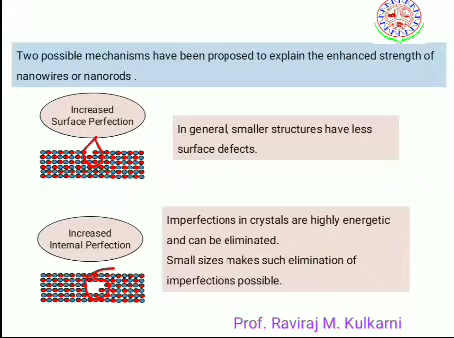 Two possible mechanisms have been proposed to explain the enhanced strength of
nanowires or nanorods .
Increased
Surface Perfection
In general, smaller structures have less
surface defects.
Increased
Internal Perfection
Imperfections in crystals are highly energetic
and can be eliminated.
Small sizes makes such elimination of
imperfections possible.
Prof. Raviraj M. Kulkarni